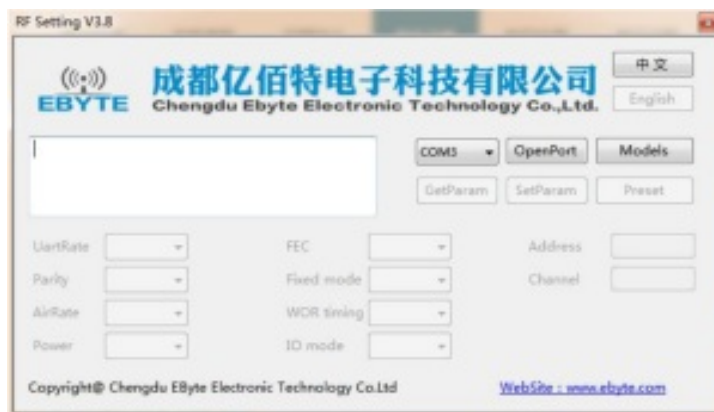 RF Setting V3.8
EBYTE
成都亿佰特电子科技有限公司
Chengdu Ebyte Electronic Technology Co.,Ltd.
中文
English
COM3 OpenPort Models
GetParam SetParam Preset
UartRate FEC Address
Parity Fixed mode Channel
AirRate WOR timing
Power IO mode
Copyright@ Chengdu EByte Electronic Technology Co.Ltd WebSite : www.ebyte.com